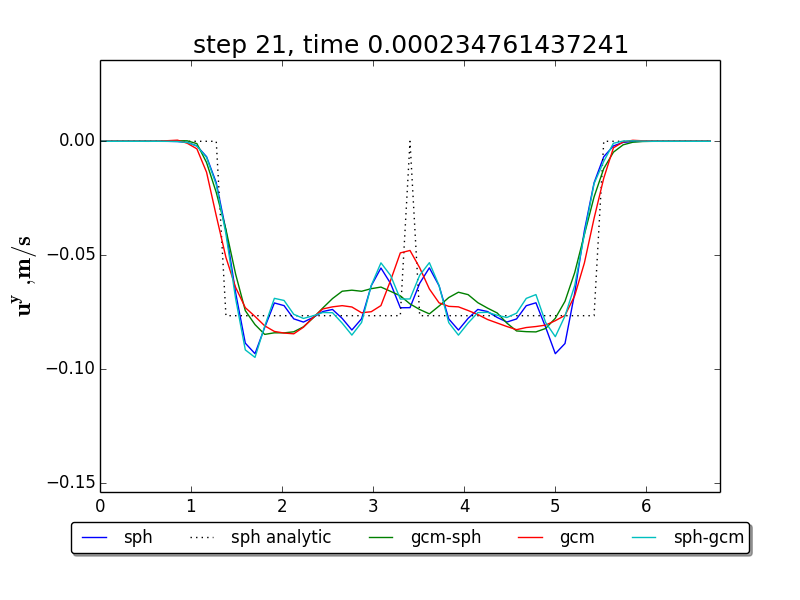 step 21, time 0.000234761437241
0.00
−0.05
−0.10
−0.15
u^y ,m/s
0 1 2 3 4 5 6
sph sph analytic gcm-sph gcm sph-gcm